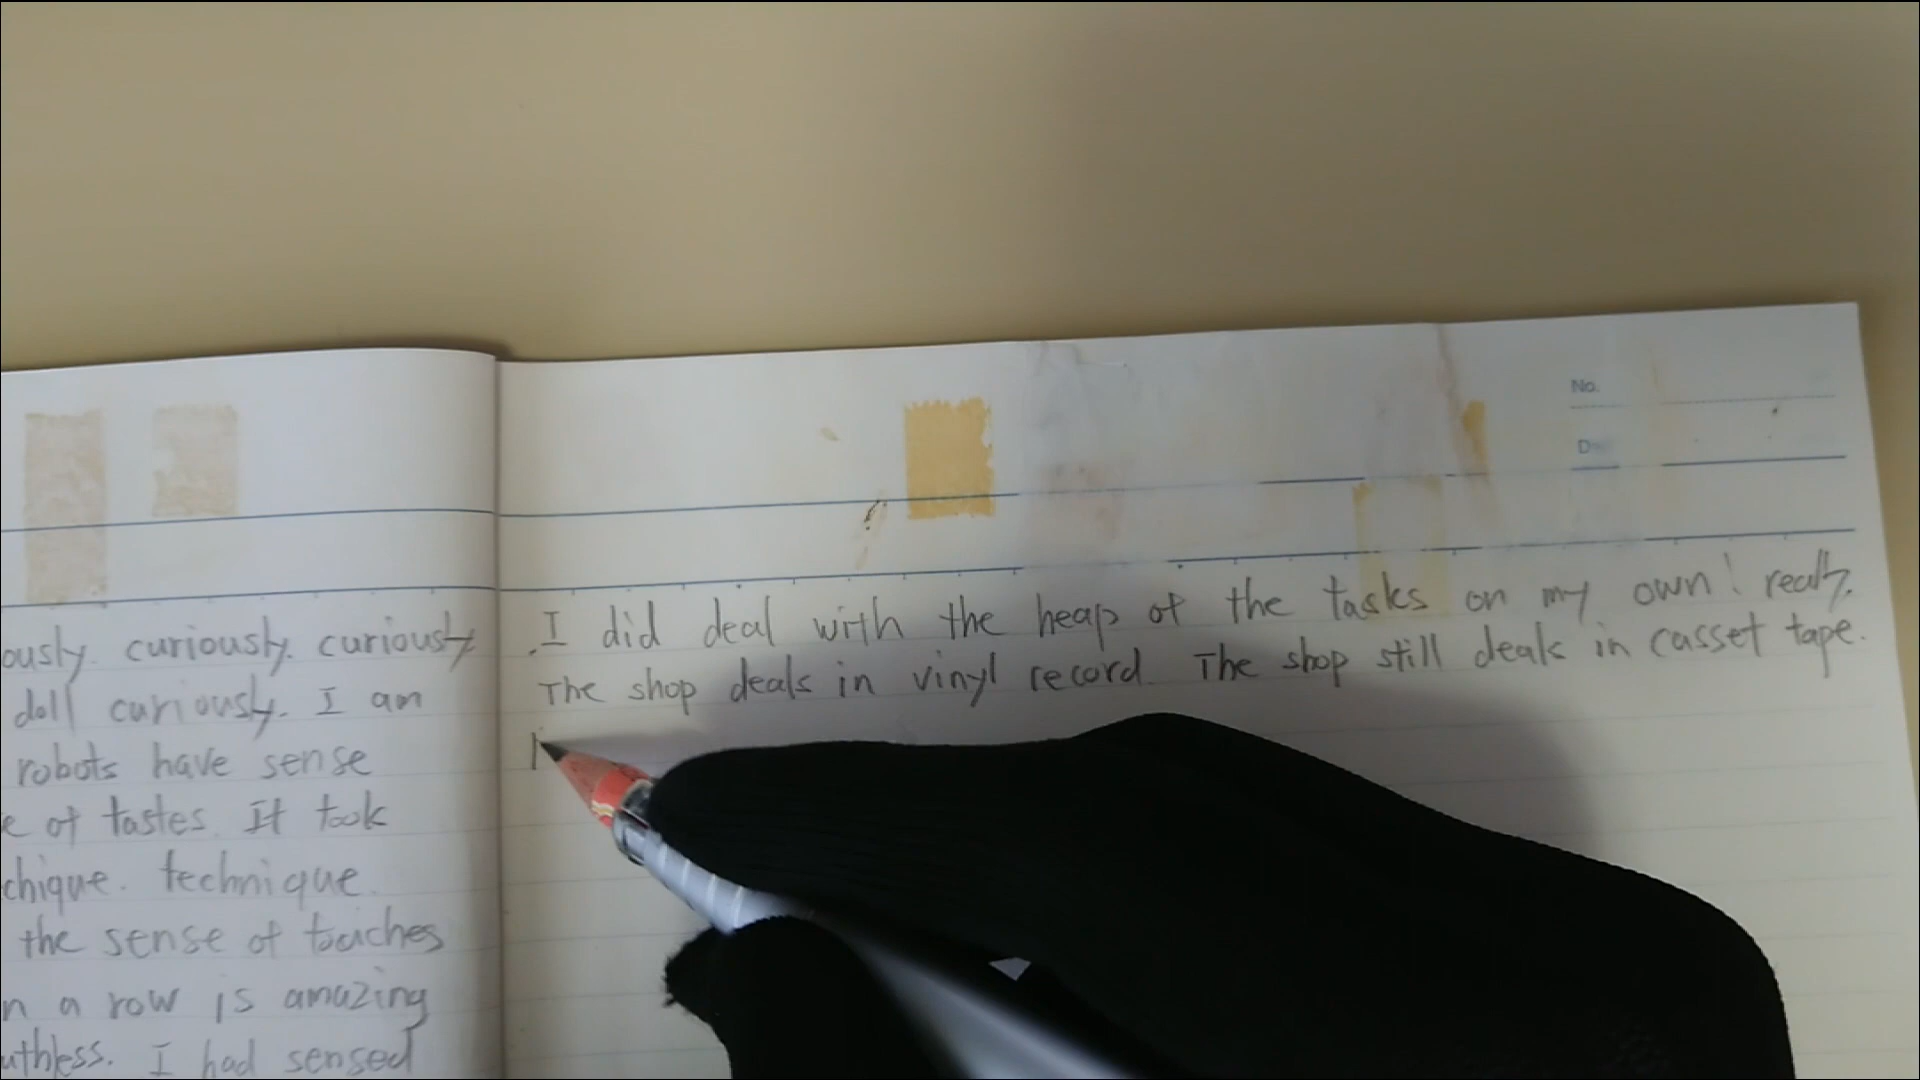 ously. curiously. curiously
doll curiously. I am
robots have sense
e of tastes. It took
chique. technique.
the sense of touches
n a row is amazing
uthless. I had sensed
No.
.I did deal with the heap of the tasks on my own! really.
The shop deals in vinyl record. The shop still deals in casset tape.